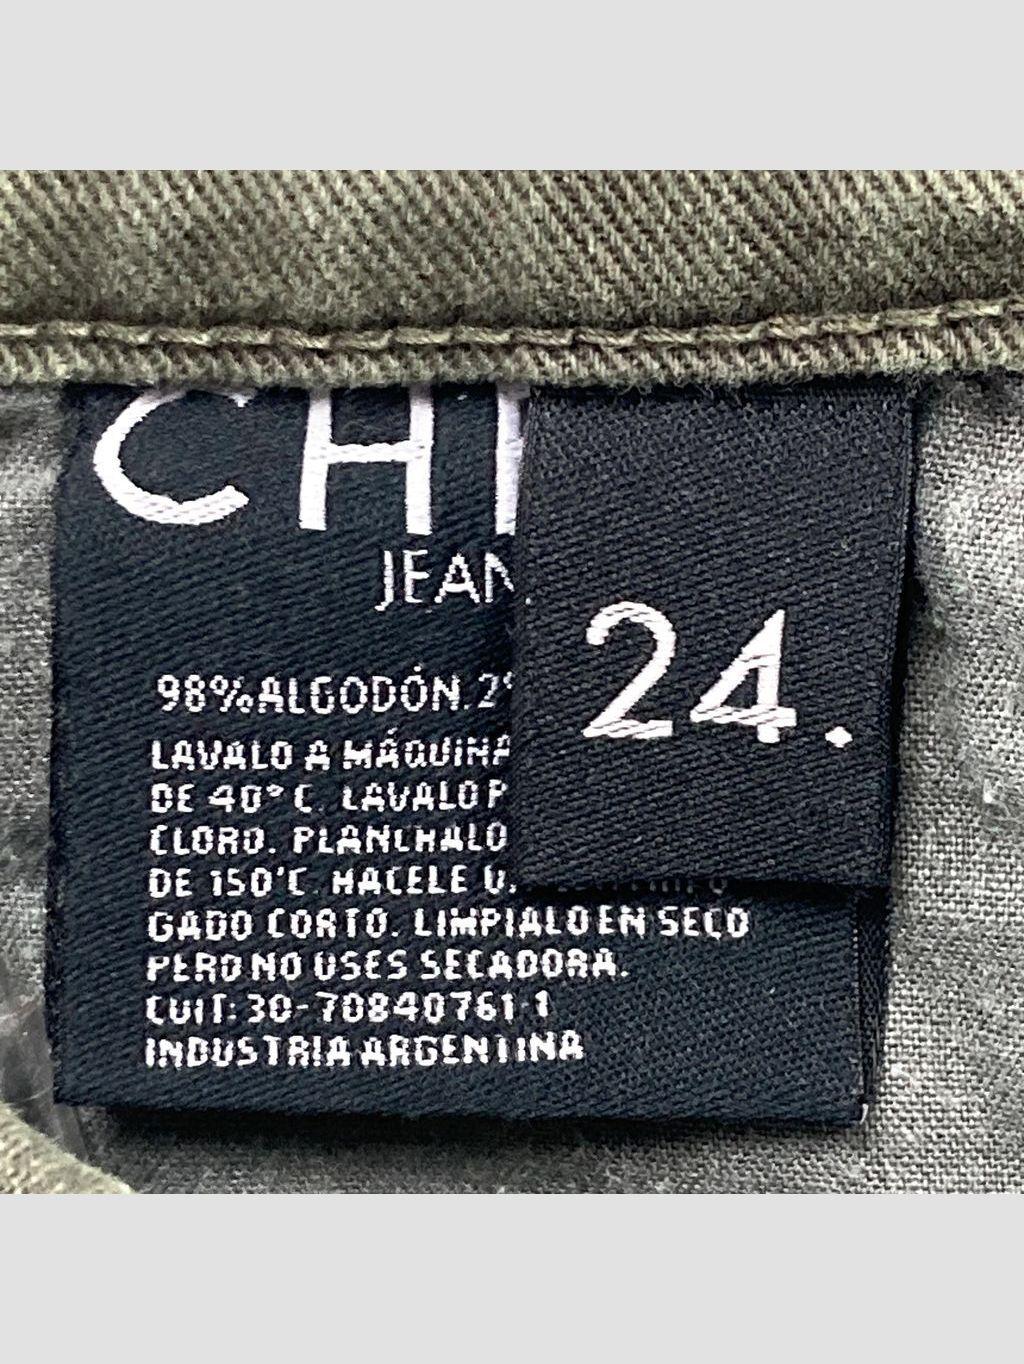 CH
JEAN
24.
98% ALGODÓN. 2
LAVALO A MÁQUINA
DE 40° C. LAVALO P
CLORO. PLANCHALO
DE 150°C. HACELE
GADO CORTO. LIMPIALO EN SECO
PERO NO USES SECADORA.
CUIT: 30-70840761-1
INDUSTRIA ARGENTINA